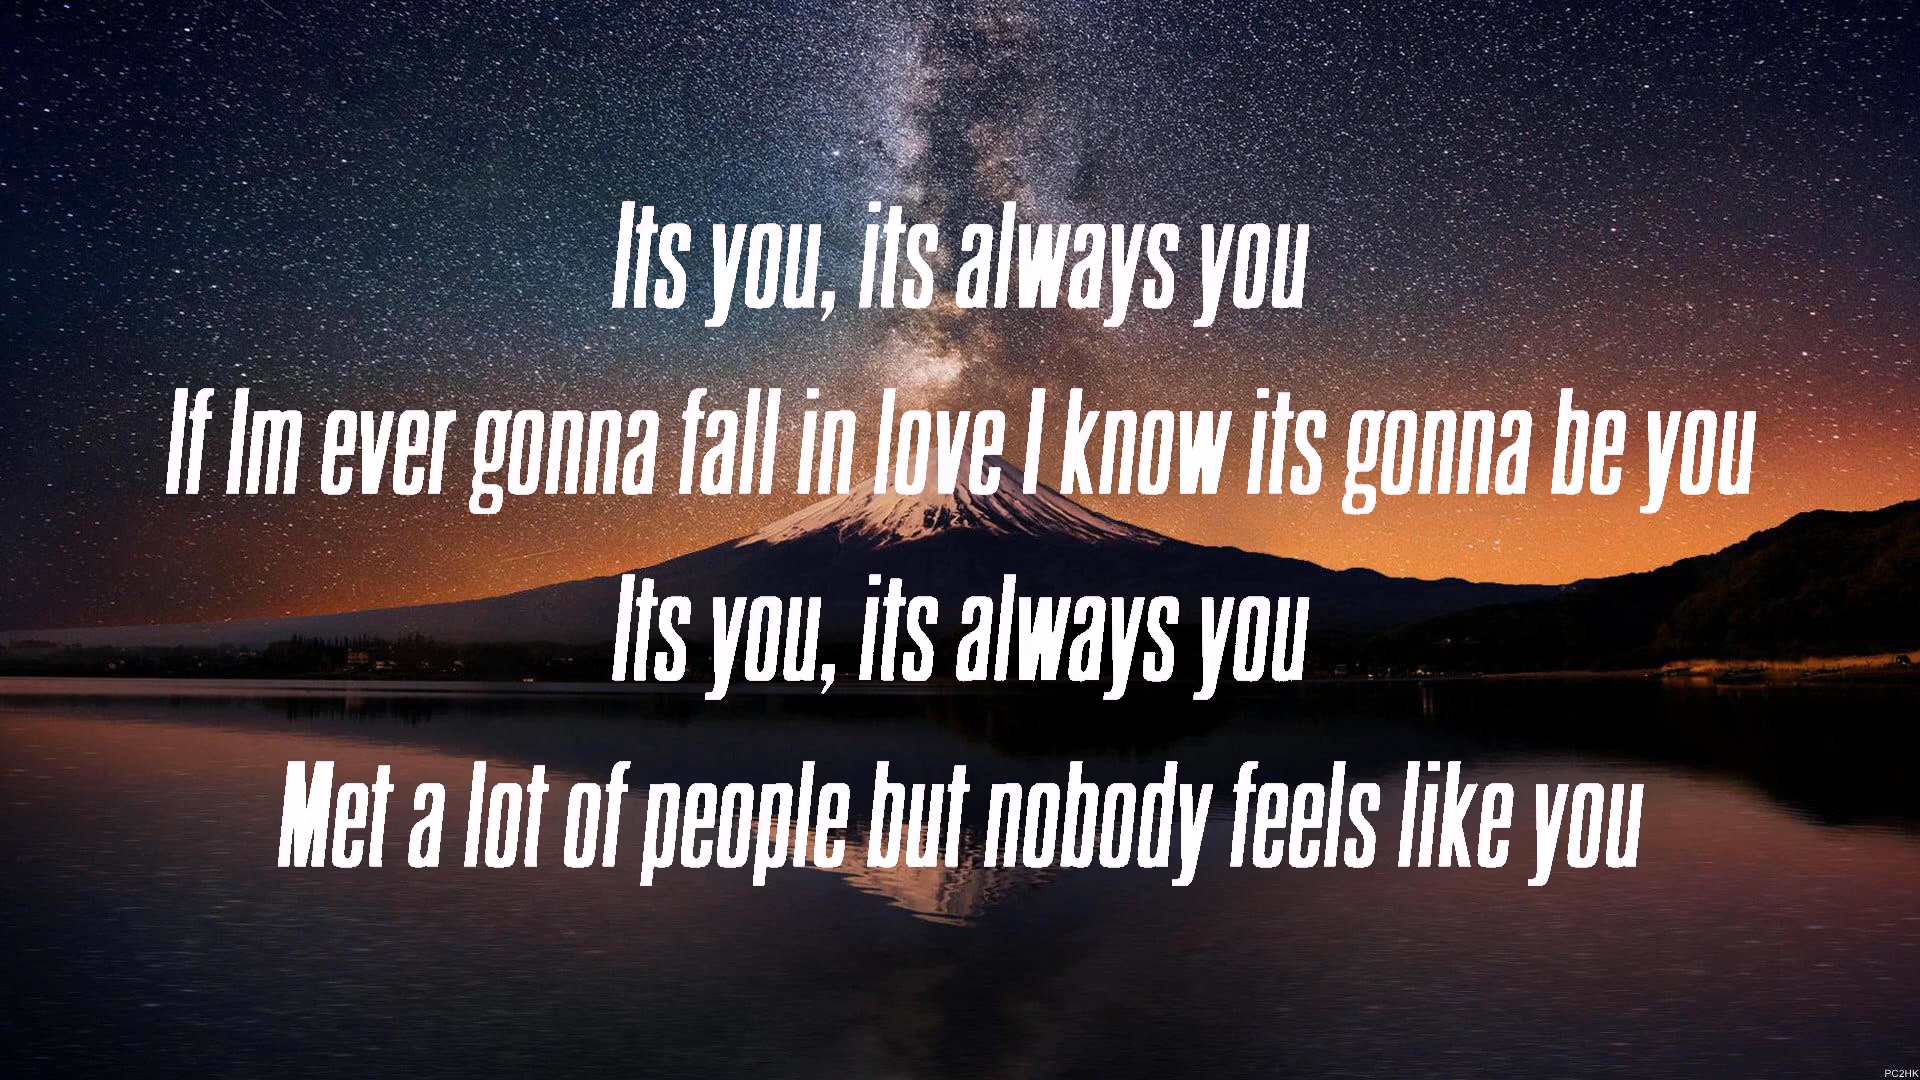 Its you, its always you
If Im ever gonna fall in love I know its gonna be you
Its you, its always you
Met a lot of people but nobody feels like you
PC2HK